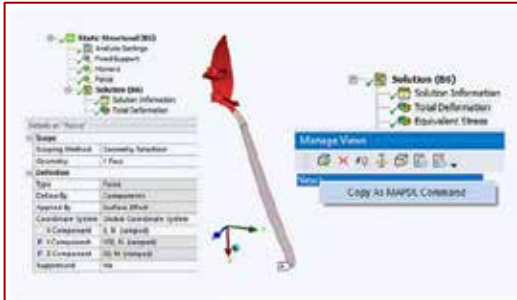 Static Structural (B5)
Analysis Settings
Fixed Support
Moment
Force
Solution (B6)
Solution Information
Total Deformation
Details of "Force"
Scope
Scoping Method Geometry Selection
Geometry 1 Face
Definition
Type Force
Define By Components
Applied By Surface Effect
Coordinate System Global Coordinate System
X Component 0, N (ramped)
Y Component
Z Component
Suppressed No
Solution (B6)
Solution Information
Total Deformation
Equivalent Stress
Manage Views
Copy As MAPDL Command